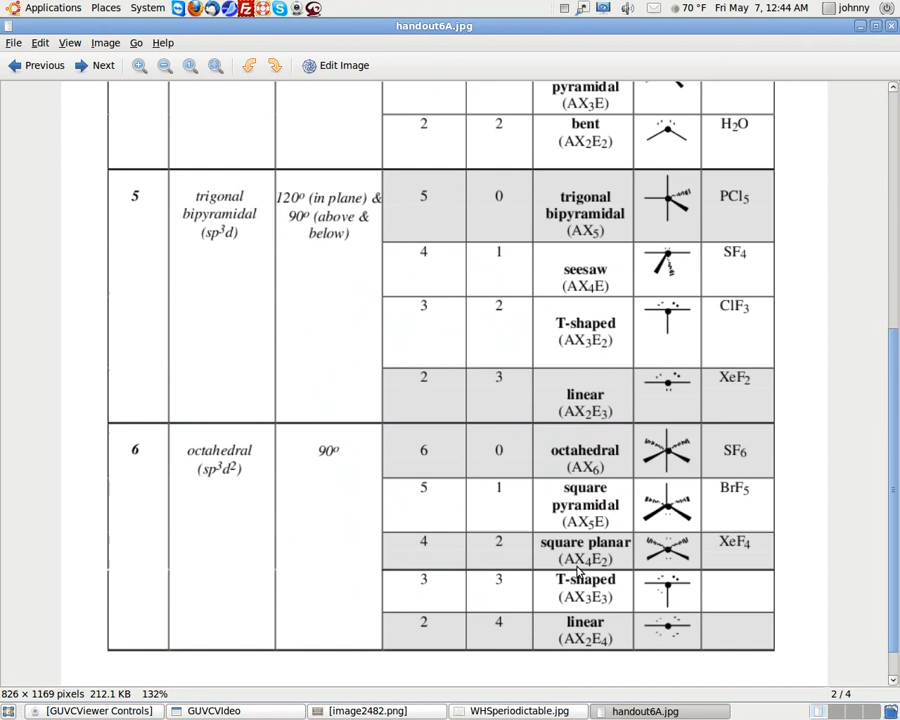 Applications Places System 70 °F Fri May 7, 12:44 AM johnny
handout6A.jpg
File Edit View Image Go Help
Previous Next Edit Image
pyramidal
(AX3E)
2 2 bent H2O
(AX2E2)
5 trigonal 120o (in plane) & 5 0 trigonal PCl5
bipyramidal 90o (above & bipyramidal
(sp3d) below) (AX5)
4 1 SF4
seesaw
(AX4E)
3 2 ClF3
T-shaped
(AX3E2)
2 3 XeF2
linear
(AX2E3)
6 octahedral 90o 6 0 octahedral SF6
(sp3d2) (AX6)
5 1 square BrF5
pyramidal
(AX5E)
4 2 square planar XeF4
(AX4E2)
3 3 T-shaped
(AX3E3)
2 4 linear
(AX2E4)
826 × 1169 pixels 212.1 KB 132% 2 / 4
[GUVCViewer Controls] GUVCVIdeo [image2482.png] WHSperiodictable.jpg handout6A.jpg